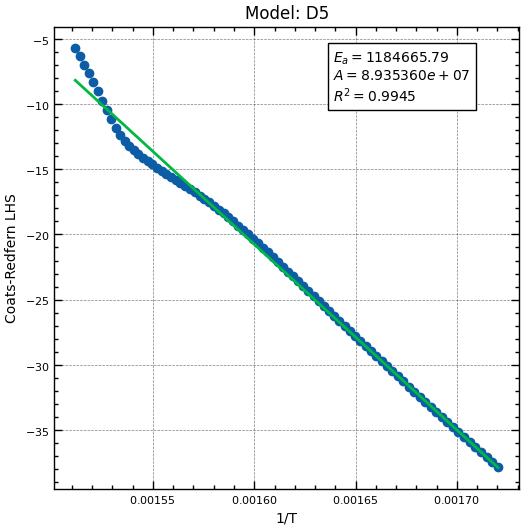 Model: D5
E_a = 1184665.79
A = 8.935360e + 07
R^2 = 0.9945
Coats-Redfern LHS
−5
−10
−15
−20
−25
−30
−35
0.00155 0.00160 0.00165 0.00170
1/T